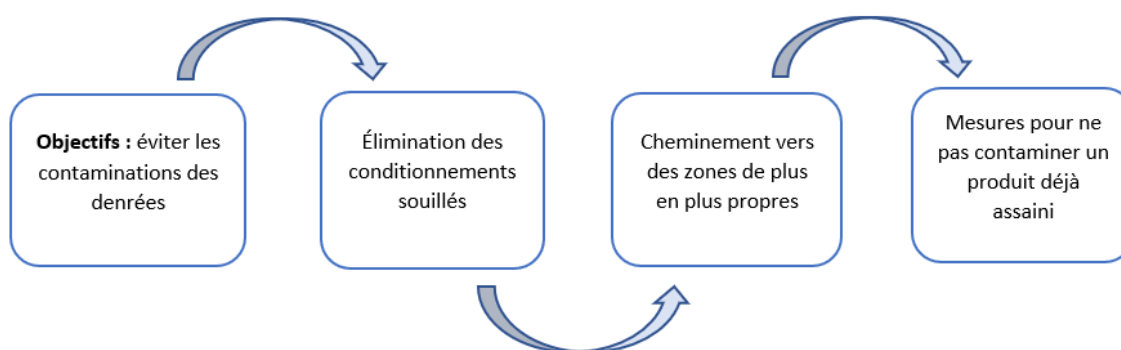 Objectifs : éviter les
contaminations des
denrées
Élimination des
conditionnements
souillés
Cheminement vers
des zones de plus
en plus propres
Mesures pour ne
pas contaminer un
produit déjà
assaini